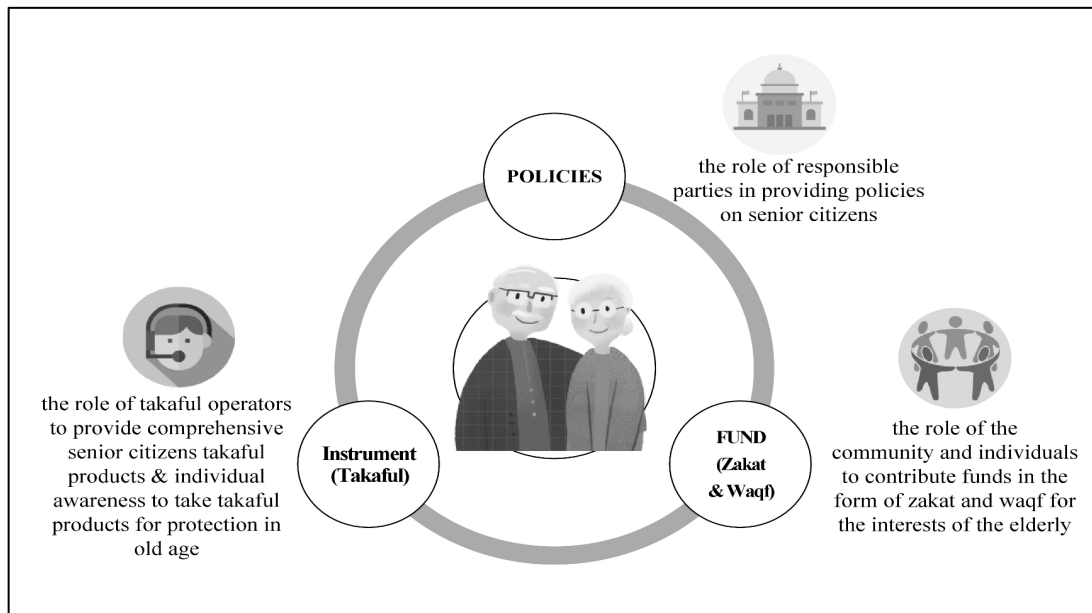 POLICIES
the role of responsible
parties in providing policies
on senior citizens
the role of takaful operators
to provide comprehensive
senior citizens takaful
products & individual
awareness to take takaful
products for protection in
old age
Instrument
(Takaful)
FUND
(Zakat
& Waqf)
the role of the
community and individuals
to contribute funds in the
form of zakat and waqf for
the interests of the elderly